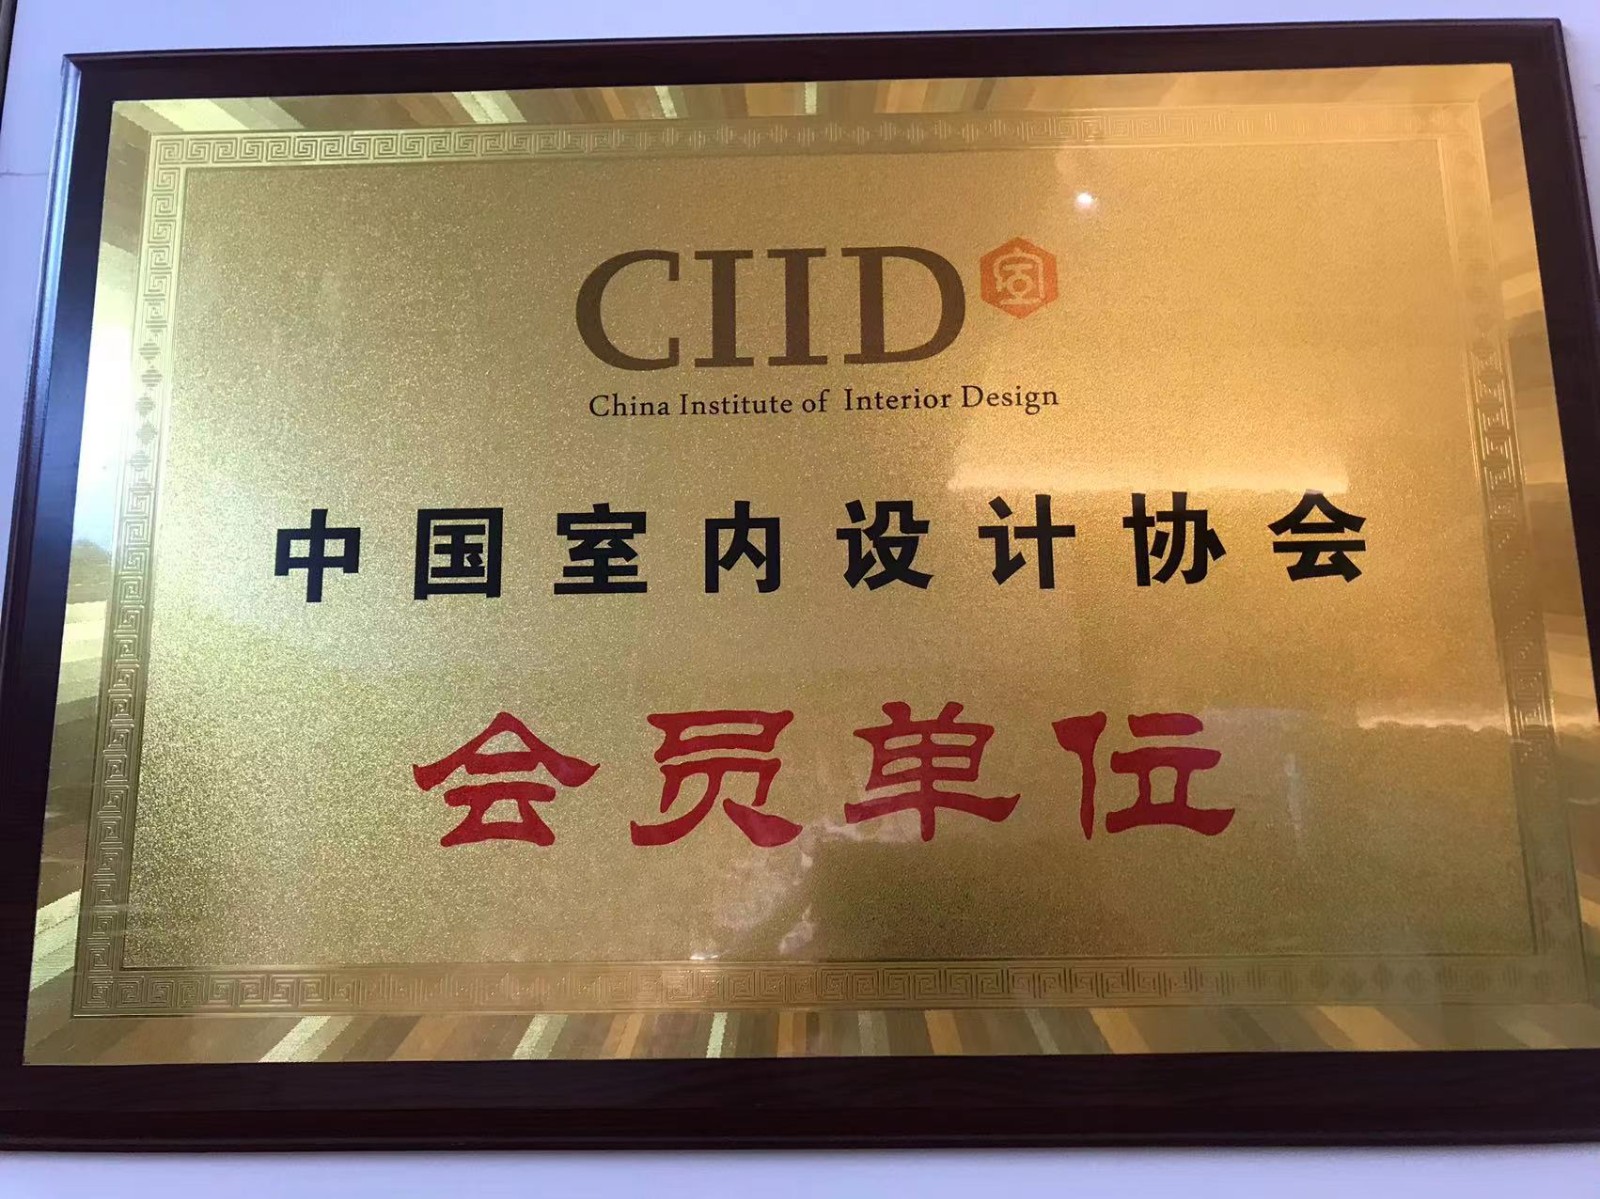 CIID
China Institute of Interior Design
中国室内设计协会
会员单位